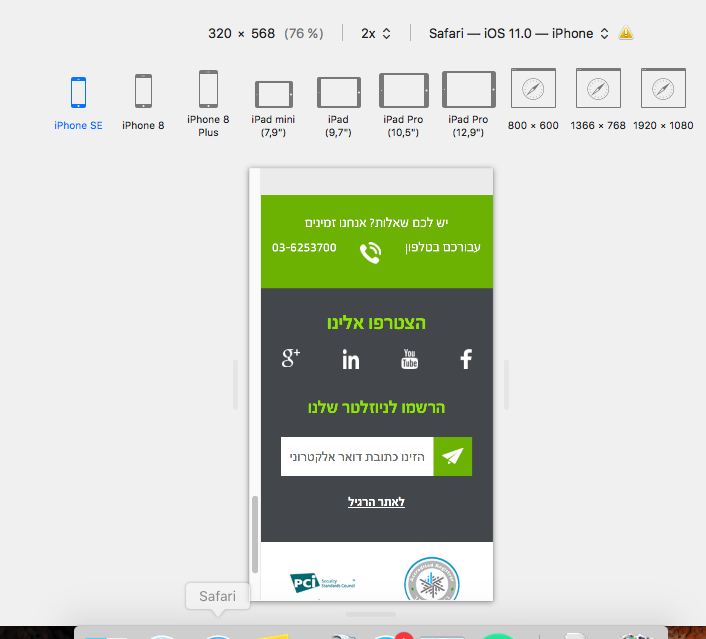 320 × 568 (76 %) 2x Safari — iOS 11.0 — iPhone
iPhone SE
iPhone 8
iPhone 8
Plus
iPad mini
(7,9")
iPad
(9,7")
iPad Pro
(10,5")
iPad Pro
(12,9")
800 × 600
1366 × 768
1920 × 1080
יש לכם שאלות? אנחנו זמינים
עבורכם בטלפון
03-6253700
הצטרפו אלינו
g+
in
You
Tube
f
הרשמו לניוזלטר שלנו
הזינו כתובת דואר אלקטרוני
לאתר הרגיל
PCi Security
Standards Council
Safari